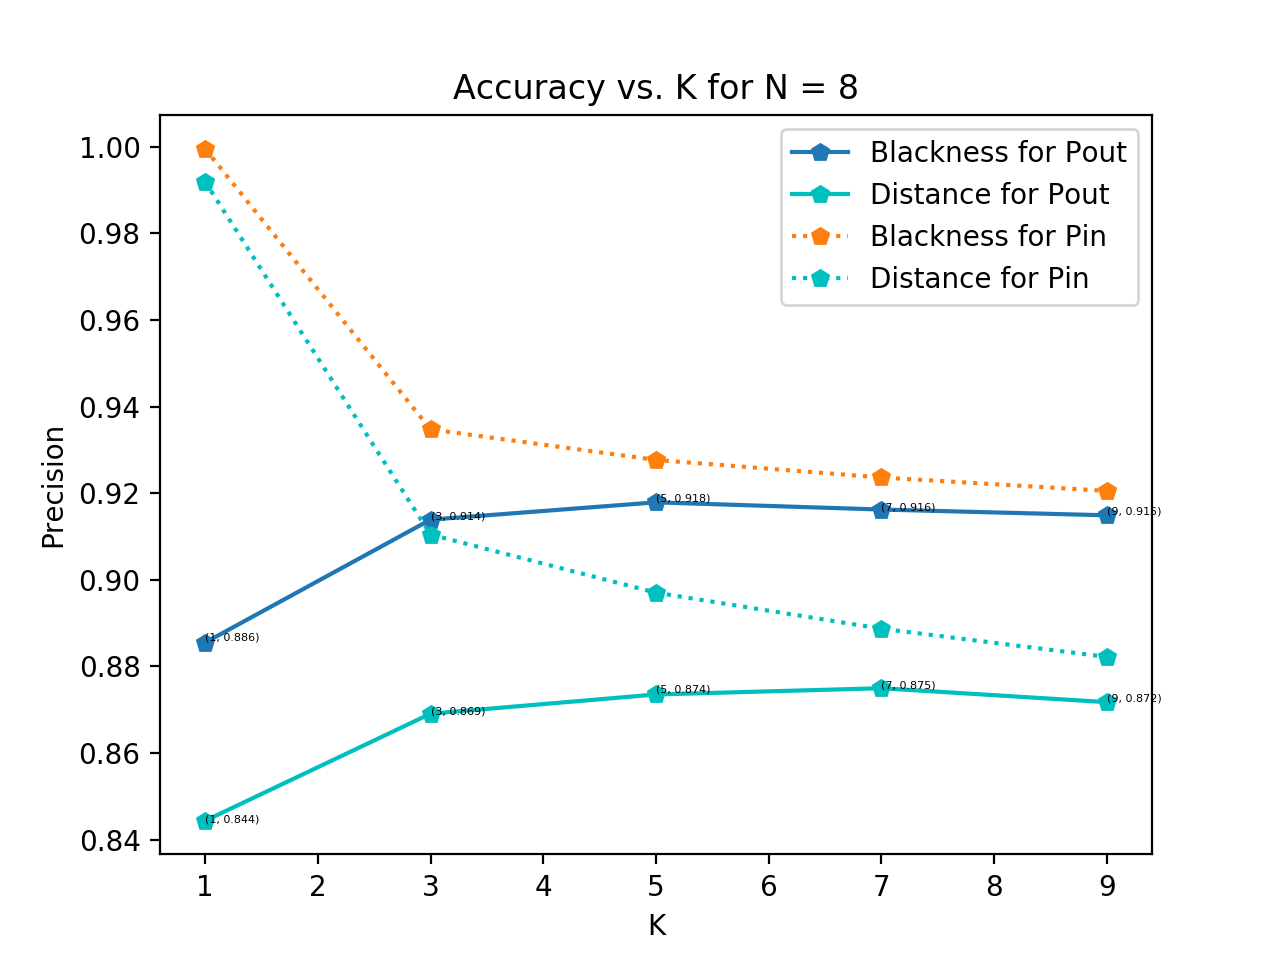 Accuracy vs. K for N = 8
Blackness for Pout
Distance for Pout
Blackness for Pin
Distance for Pin
1.00
0.98
0.96
0.94
0.92
0.90
0.88
0.86
0.84
Precision
(1, 0.886)
(3, 0.914)
(5, 0.918)
(7, 0.916)
(9, 0.915)
(1, 0.844)
(3, 0.869)
(5, 0.874)
(7, 0.875)
(9, 0.872)
1 2 3 4 5 6 7 8 9
K